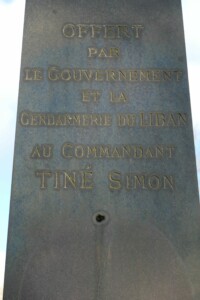 OFFERT
PAR
LE GOUVERNEMENT
ET LA
GENDARMERIE DU LIBAN
AU COMMANDANT
TINÉ SIMON